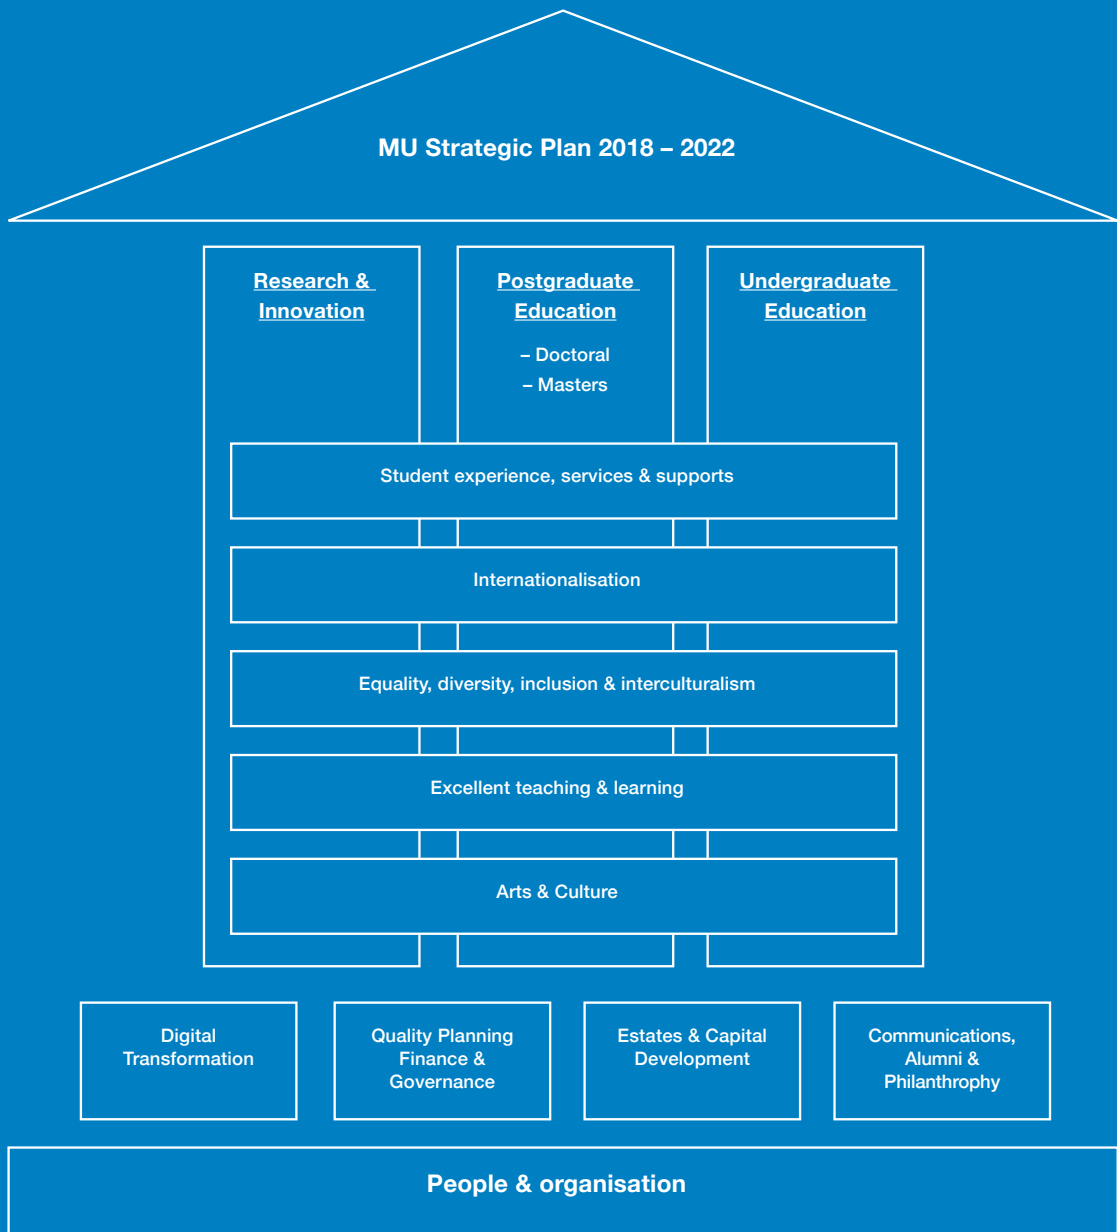 MU Strategic Plan 2018 – 2022
Research &
Innovation
Postgraduate
Education
– Doctoral
– Masters
Undergraduate
Education
Student experience, services & supports
Internationalisation
Equality, diversity, inclusion & interculturalism
Excellent teaching & learning
Arts & Culture
Digital
Transformation
Quality Planning
Finance &
Governance
Estates & Capital
Development
Communications,
Alumni &
Philanthrophy
People & organisation